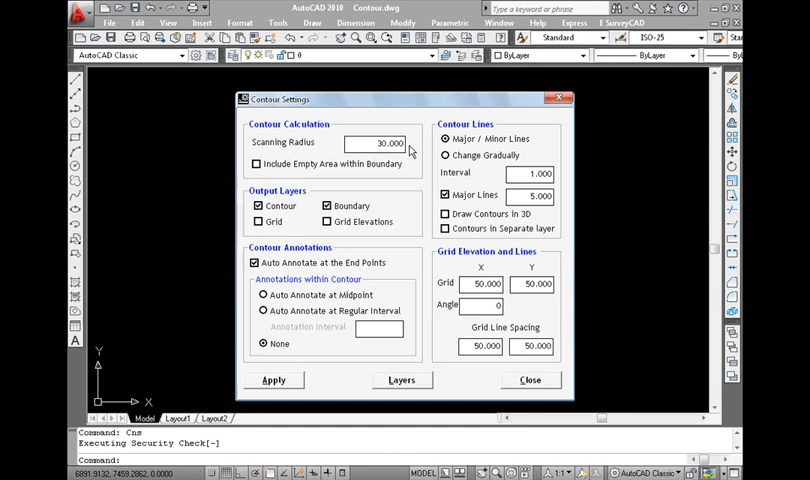 AutoCAD 2010 Contour.dwg
Type a keyword or phrase
File Edit View Insert Format Tools Draw Dimension Modify Parametric Window Help Express E SurveyCAD
Standard ISO-25
AutoCAD Classic 0 ByLayer ByLayer
Contour Settings
Contour Calculation
Scanning Radius 30.000
Include Empty Area within Boundary
Output Layers
Contour Boundary
Grid Grid Elevations
Contour Annotations
Auto Annotate at the End Points
Annotations within Contour
Auto Annotate at Midpoint
Auto Annotate at Regular Interval
Annotation Interval
None
Contour Lines
Major / Minor Lines
Change Gradually
Interval 1.000
Major Lines 5.000
Draw Contours in 3D
Contours in Separate layer
Grid Elevation and Lines
X Y
Grid 50.000 50.000
Angle 0
Grid Line Spacing
50.000 50.000
Apply Layers Close
Y
X
Model Layout1 Layout2
Command: Cns
Executing Security Check[-]
Command:
6891.9132, 7459.2862, 0.0000 MODEL 1:1 AutoCAD Classic